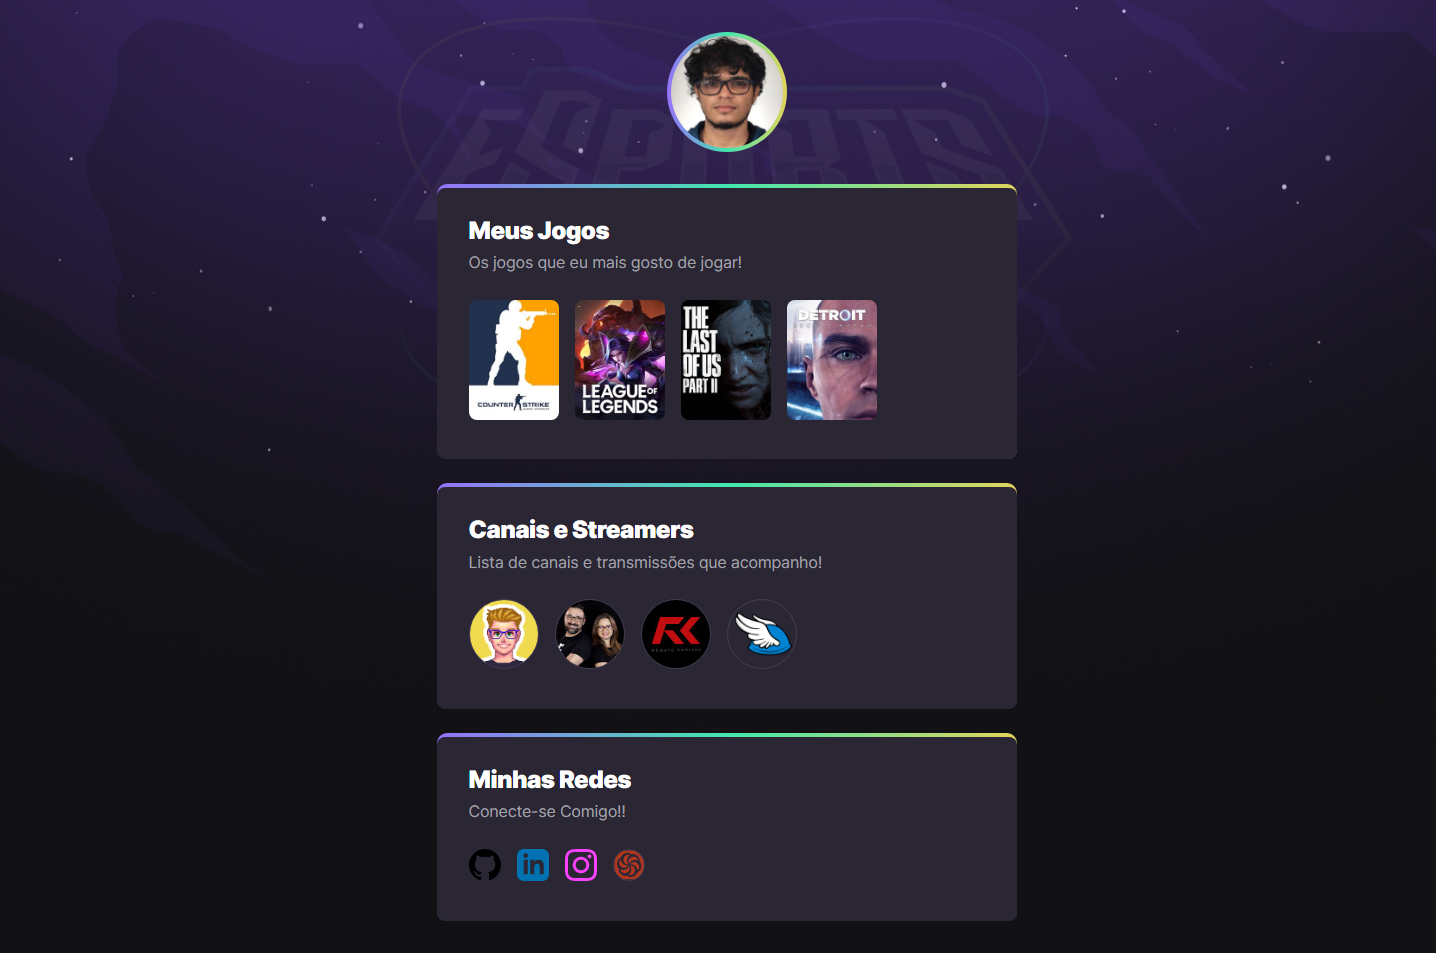 ESPORTS
Meus Jogos
Os jogos que eu mais gosto de jogar!
COUNTER STRIKE
LEAGUE OF
LEGENDS
THE
LAST
OF US
PART II
DETROIT
Canais e Streamers
Lista de canais e transmissões que acompanho!
RK
Minhas Redes
Conecte-se Comigo!!
in